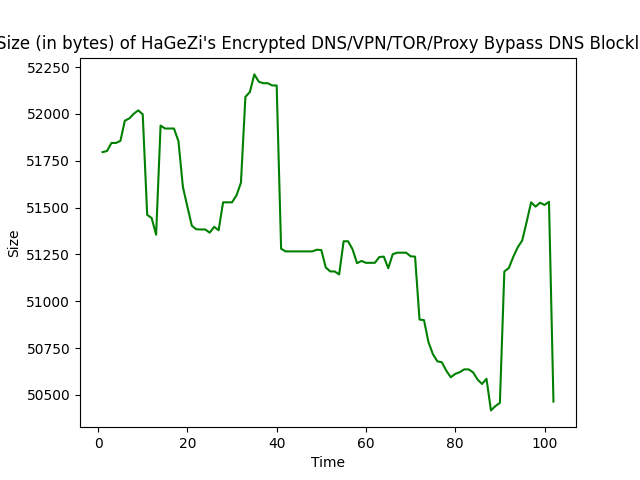 Size (in bytes) of HaGeZi's Encrypted DNS/VPN/TOR/Proxy Bypass DNS Blockl
52250
52000
51750
51500
51250
51000
50750
50500
Size
0 20 40 60 80 100
Time